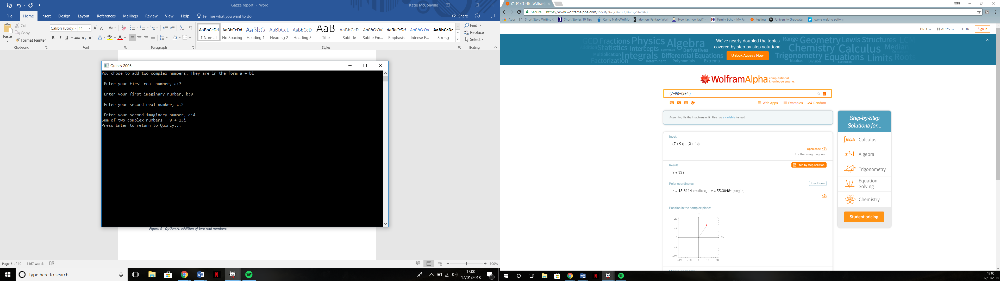 Gazza report - Word
Katie McConville
File Home Insert Design Layout References Mailings Review View Help Tell me what you want to do Share
Paste
Cut
Copy
Format Painter
Clipboard
Calibri (Body) 11
Font
Paragraph
AaBbCcDd AaBbCcDd AaBbC( AaBbCcE AaBbCcD AaB AaBbCcD AaBbCcDd AaBbCcDd AaBbCcDd AaBbCcDc
¶ Normal No Spacing Heading 1 Heading 2 Heading 3 Title Subtitle Subtle Em... Emphasis Intense E... Strong
Styles
Find
Replace
Select
Editing
Quincy 2005
You chose to add two complex numbers. They are in the form a + bi
Enter your first real number, a:7
Enter your first imaginary number, b:9
Enter your second real number, c:2
Enter your second imaginary number, d:4
Sum of two complex numbers = 9 + 13i
Press Enter to return to Quincy...
Figure 3 - Option A, addition of two real numbers
Page 6 of 10 1467 words
100%
Type here to search
17:00
17/01/2018
(7+9i)+(2+4i) - Wolfram
Katie
Secure https://www.wolframalpha.com/input/?i=(7%2B9i)%2B(2%2B4i)
Apps Short Story Writing C Short Stories 10 Tips Camp NaNoWriMo donjon; Fantasy Wor How far, how fast? - Family Echo - My Fam testing University Graduates game making softwa
PRO APPS TOUR Sign in
GCD Fractions Physics Algebra
Statistics Intercepts Eigenvalues Derivatives
Multiplication Integrals Differential Equations
Factorization Determinant Polynomials Extrema
We've nearly doubled the topics
covered by step-by-step solutions!
Unlock Access Now
Range Geometry Lewis Structures LCM
Chemistry Calculus Median
Trigonometry Equations Limits Roots
Matrices Division Subtraction
WolframAlpha computational
knowledge engine.
(7+9i)+(2+4i)
Web Apps Examples Random
Assuming i is the imaginary unit | Use i as a variable instead
Input:
(7 + 9 i) + (2 + 4 i)
Open code
i is the imaginary unit
Result:
Step-by-step solution
9 + 13 i
Polar coordinates:
Exact form
r ≈ 15.8114 (radius), θ ≈ 55.3048° (angle)
Position in the complex plane:
Im
20
10
0
Re
-10
-20
-20 -10 0 10 20
Step-by-Step
Solutions for...
∫f(x)dx Calculus
x²-1 Algebra
x 9 12 Trigonometry
Equation
Solving
Chemistry
Student pricing
17:00
17/01/2018